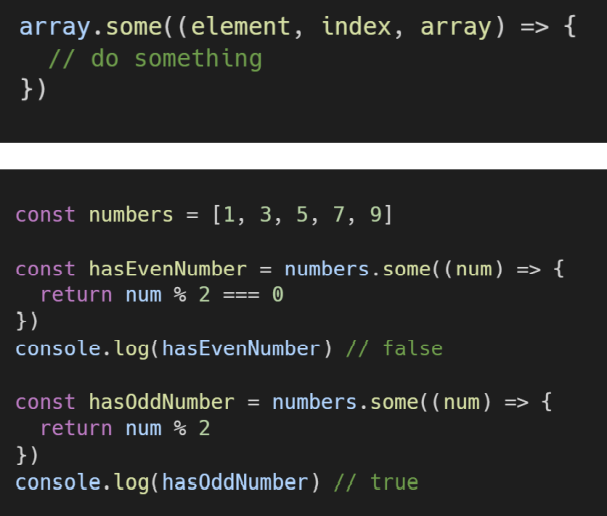 array.some((element, index, array) => {
  // do something
})
const numbers = [1, 3, 5, 7, 9]
const hasEvenNumber = numbers.some((num) => {
  return num % 2 === 0
})
console.log(hasEvenNumber) // false
const hasOddNumber = numbers.some((num) => {
  return num % 2
})
console.log(hasOddNumber) // true